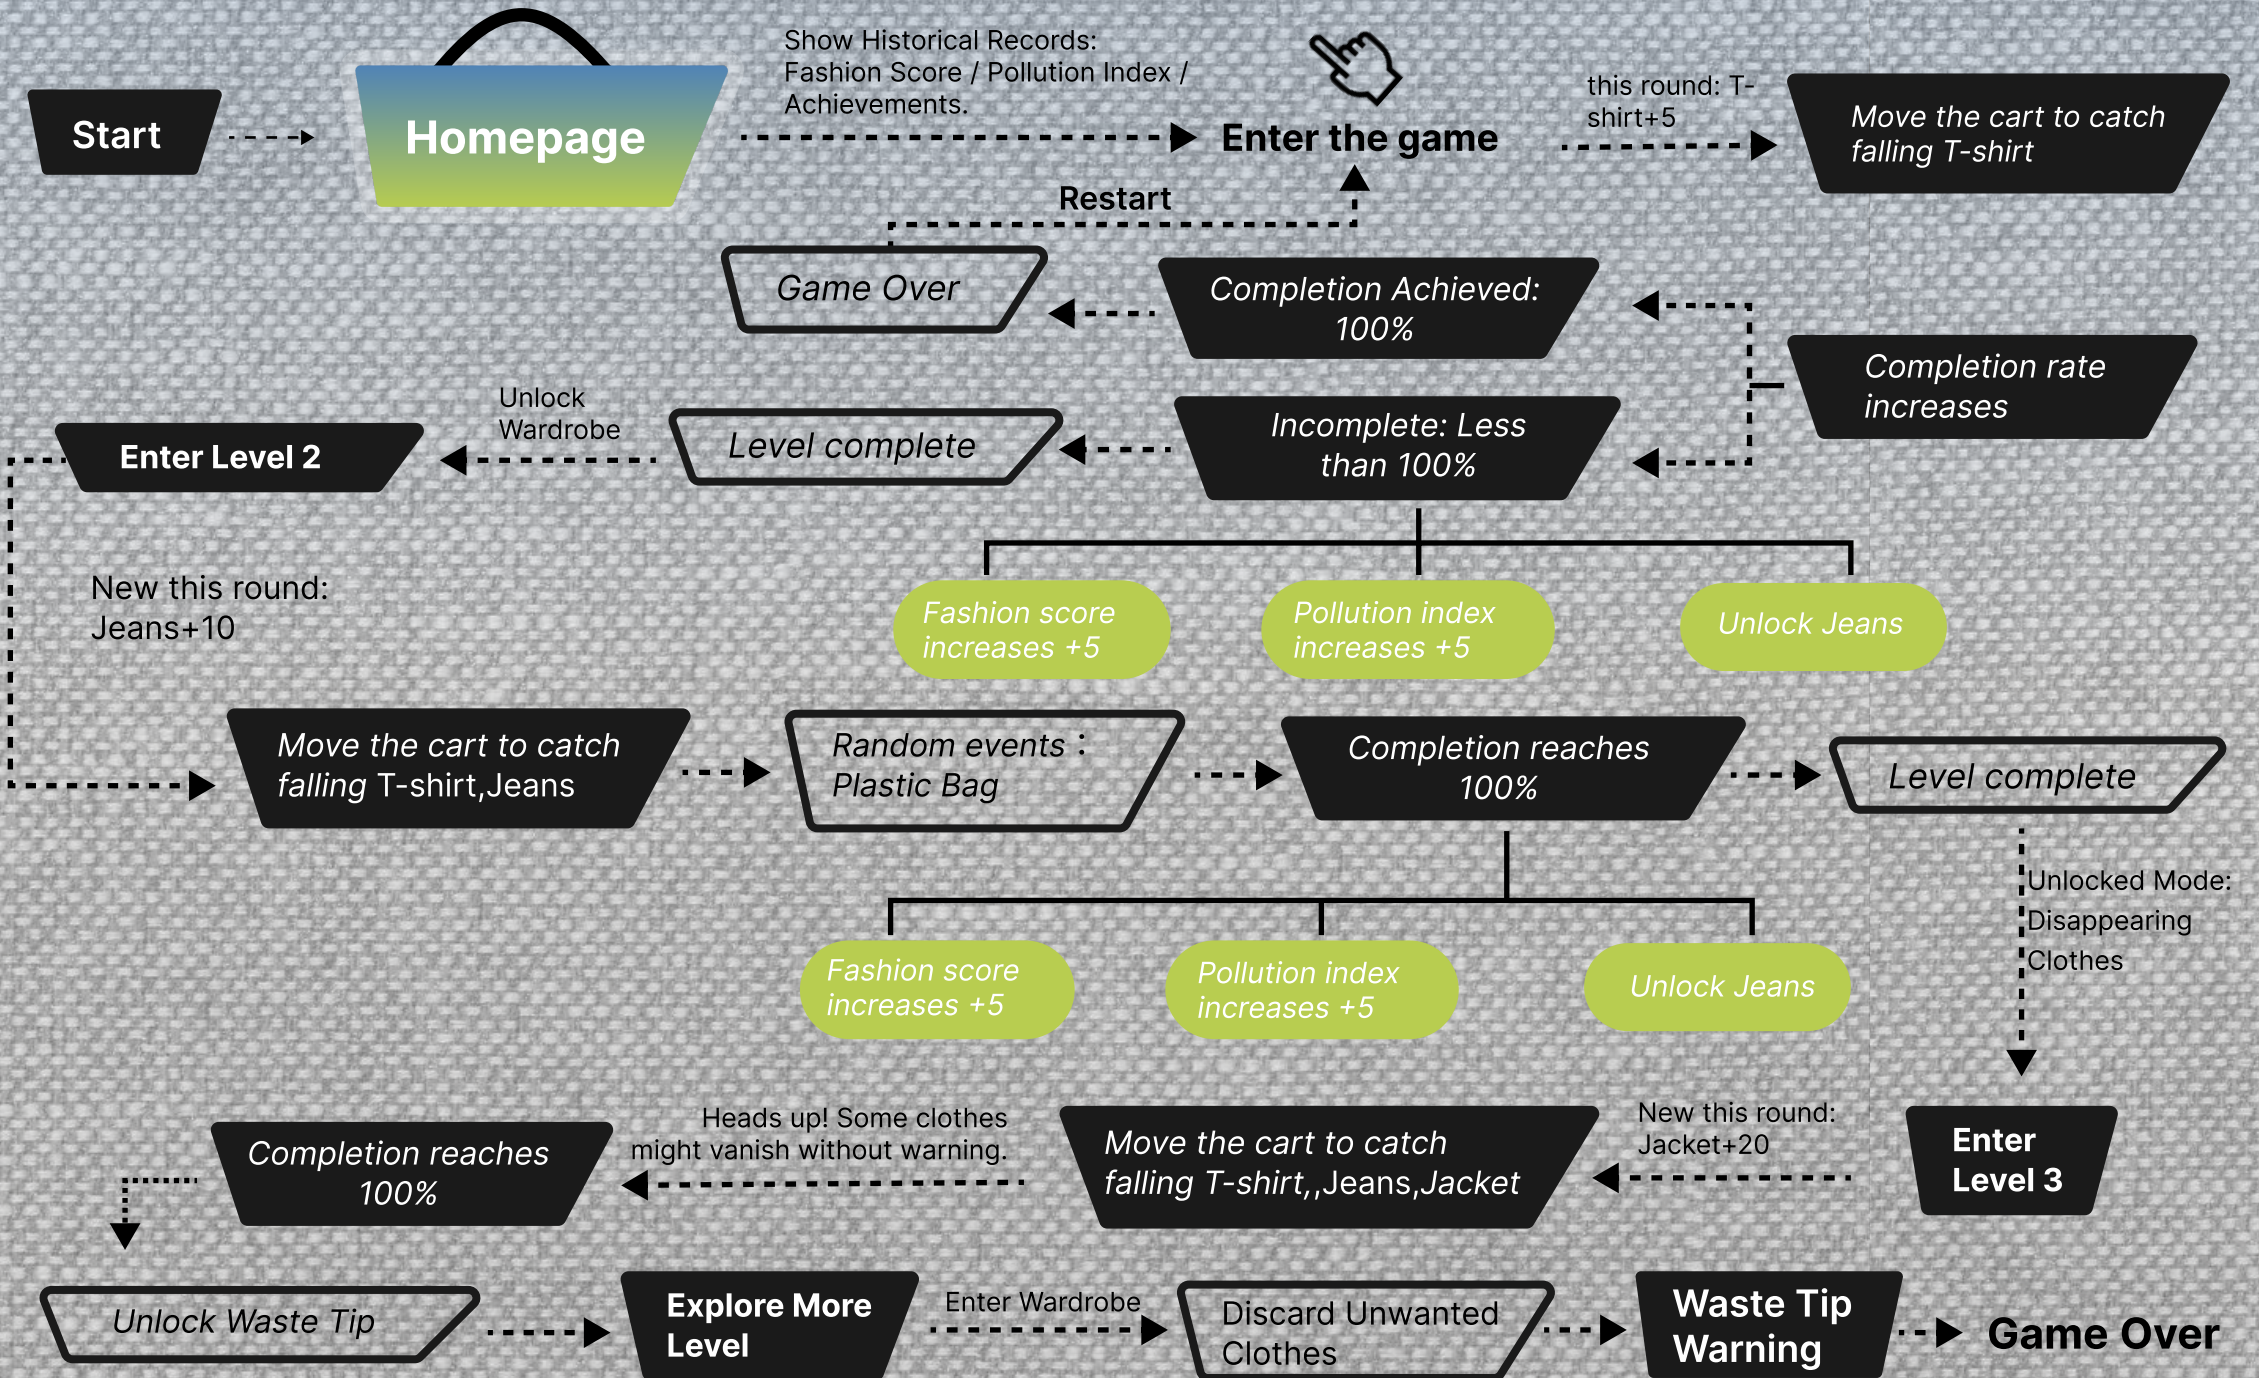 Start
Homepage
Show Historical Records:
Fashion Score / Pollution Index /
Achievements.
Enter the game
this round: T-
shirt+5
Move the cart to catch
falling T-shirt
Restart
Game Over
Completion Achieved:
100%
Completion rate
increases
Enter Level 2
Unlock
Wardrobe
Level complete
Incomplete: Less
than 100%
New this round:
Jeans+10
Fashion score
increases +5
Pollution index
increases +5
Unlock Jeans
Move the cart to catch
falling T-shirt,Jeans
Random events：
Plastic Bag
Completion reaches
100%
Level complete
Unlocked Mode:
Disappearing
Clothes
Fashion score
increases +5
Pollution index
increases +5
Unlock Jeans
Completion reaches
100%
Heads up! Some clothes
might vanish without warning.
Move the cart to catch
falling T-shirt,,Jeans,Jacket
New this round:
Jacket+20
Enter
Level 3
Unlock Waste Tip
Explore More
Level
Enter Wardrobe
Discard Unwanted
Clothes
Waste Tip
Warning
Game Over